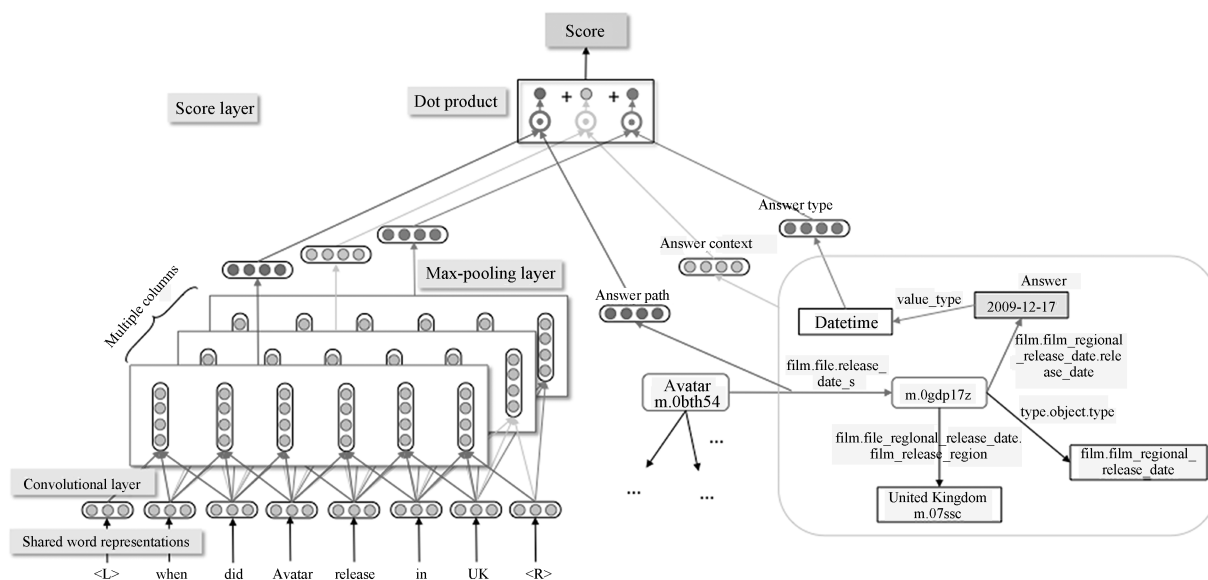 Score
Score layer
Dot product
+
+
Answer type
Answer context
Multiple columns
Max-pooling layer
Answer path
Answer
value_type
2009-12-17
Datetime
film.film_regional
_release_date.rele
ase_date
film.file.release_
date_s
Avatar
m.0bth54
m.0gdp17z
type.object.type
...
film.file_reglonal_release_date.
film_release_region
film.film_regional_
release_date
...
...
United Kingdom
m.07ssc
Convolutional layer
Shared word representations
<L> when did Avatar release in UK <R>